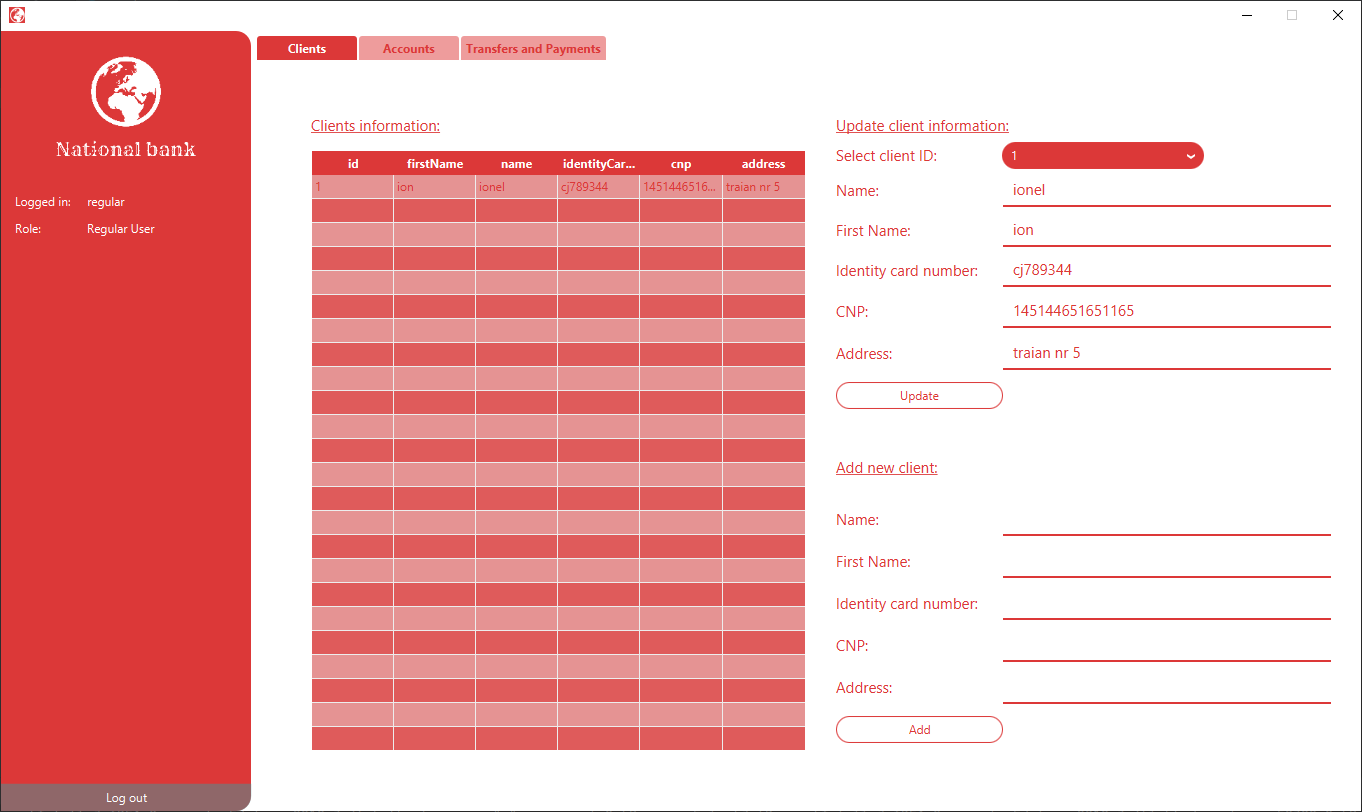 Clients Accounts Transfers and Payments
National bank
Logged in: regular
Role: Regular User
Log out
Clients information:
id firstName name identityCar... cnp address
1 ion ionel cj789344 1451446516... traian nr 5
Update client information:
Select client ID: 1
Name: ionel
First Name: ion
Identity card number: cj789344
CNP: 145144651651165
Address: traian nr 5
Update
Add new client:
Name:
First Name:
Identity card number:
CNP:
Address:
Add